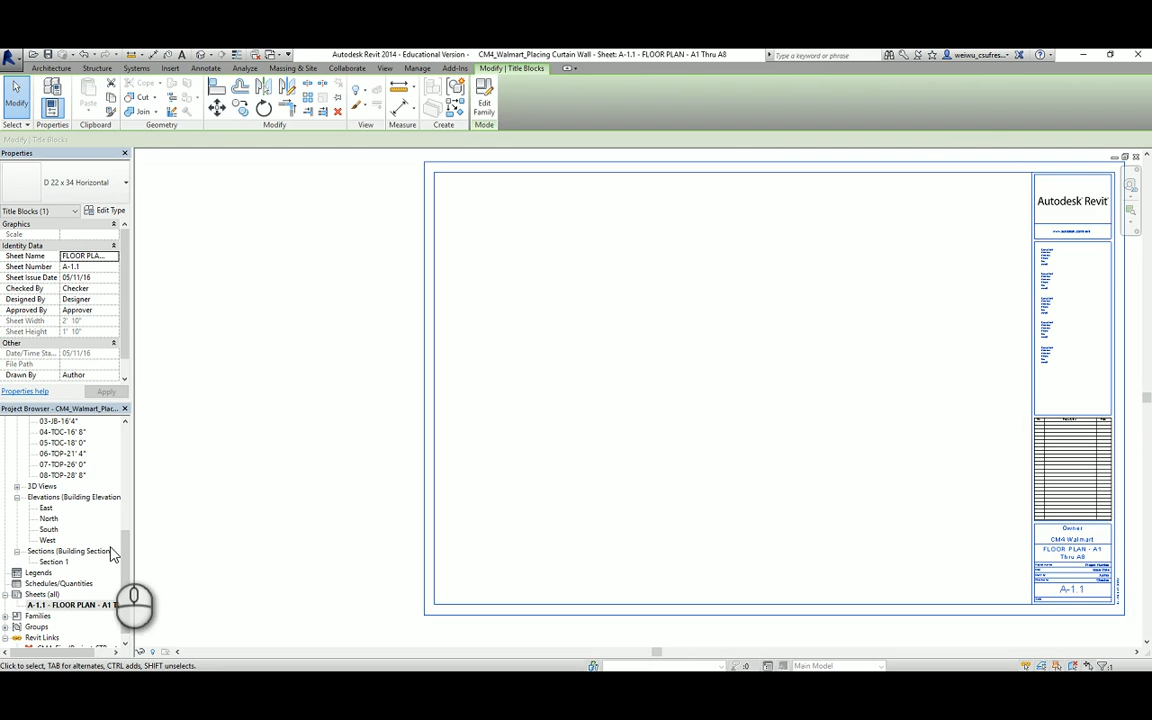 Autodesk Revit 2014 - Educational Version - CM4_Walmart_Placing Curtain Wall - Sheet: A-1.1 - FLOOR PLAN - A1 Thru A8
Type a keyword or phrase
weiwu_csufres...
Architecture Structure Systems Insert Annotate Analyze Massing & Site Collaborate View Manage Add-Ins Modify | Title Blocks
Modify
Paste
Cope
Cut
Join
Edit Family
Select Properties Clipboard Geometry Modify View Measure Create Mode
Modify | Title Blocks
Properties
D 22 x 34 Horizontal
Title Blocks (1) Edit Type
Graphics
Scale
Identity Data
Sheet Name FLOOR PLA...
Sheet Number A-1.1
Sheet Issue Date 05/11/16
Checked By Checker
Designed By Designer
Approved By Approver
Sheet Width 2' 10"
Sheet Height 1' 10"
Other
Date/Time Sta... 05/11/16
File Path
Drawn By Author
Properties help Apply
Project Browser - CM4_Walmart_Plac...
03-JB-16'4"
04-TOC-16' 8"
05-TOC-18' 0"
06-TOP-21' 4"
07-TOP-26' 0"
08-TOP-28' 8"
3D Views
Elevations (Building Elevation
East
North
South
West
Sections (Building Section
Section 1
Legends
Schedules/Quantities
Sheets (all)
A-1.1 - FLOOR PLAN - A1 T
Families
Groups
Revit Links
Autodesk Revit
Owner
CM4 Walmart
FLOOR PLAN - A1
Thru A8
A-1.1
Click to select, TAB for alternates, CTRL adds, SHIFT unselects.
:0
Main Model
:1